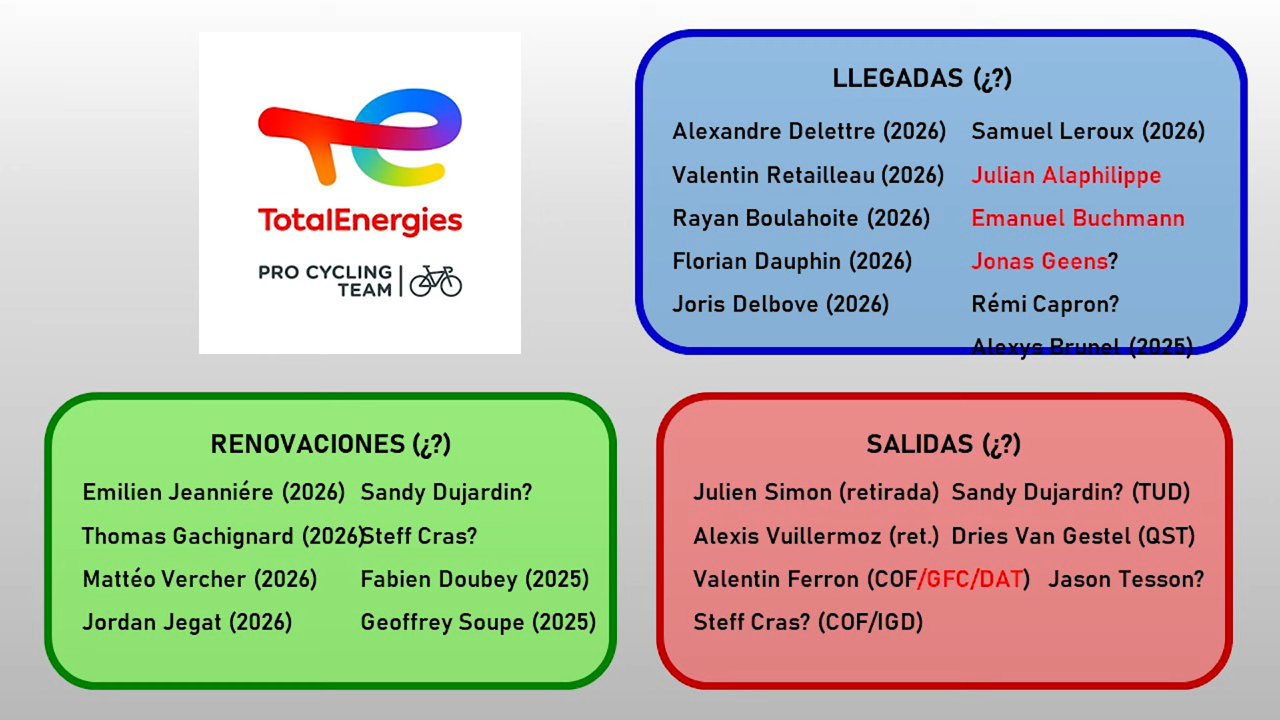 TotalEnergies
PRO CYCLING
TEAM
LLEGADAS (¿?)
Alexandre Delettre (2026)
Valentin Retailleau (2026)
Rayan Boulahoite (2026)
Florian Dauphin (2026)
Joris Delbove (2026)
Samuel Leroux (2026)
Julian Alaphilippe
Emanuel Buchmann
Jonas Geens?
Rémi Capron?
Alexys Brunel (2025)
RENOVACIONES (¿?)
Emilien Jeanniére (2026)
Thomas Gachignard (2026)
Mattéo Vercher (2026)
Jordan Jegat (2026)
Sandy Dujardin?
Steff Cras?
Fabien Doubey (2025)
Geoffrey Soupe (2025)
SALIDAS (¿?)
Julien Simon (retirada)
Alexis Vuillermoz (ret.)
Valentin Ferron (COF/GFC/DAT)
Steff Cras? (COF/IGD)
Sandy Dujardin? (TUD)
Dries Van Gestel (QST)
Jason Tesson?